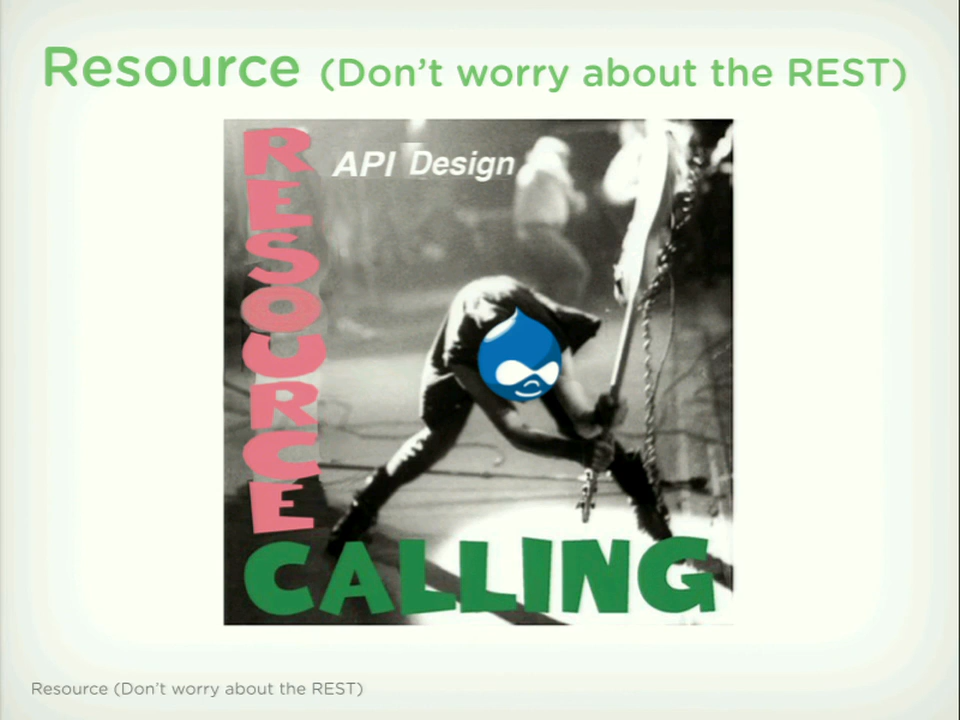 Resource (Don't worry about the REST)
API Design
RESOURCE
CALLING
Resource (Don't worry about the REST)